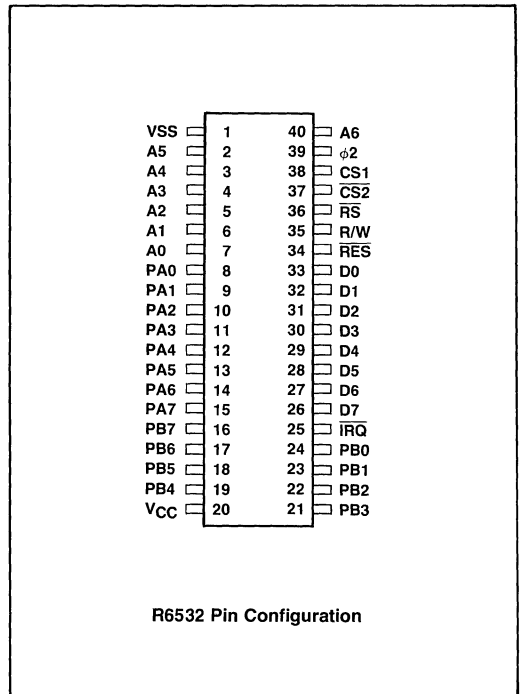 VSS 1 40 A6
A5 2 39 φ2
A4 3 38 CS1
A3 4 37 C̅S̅2̅
A2 5 36 R̅S̅
A1 6 35 R/W
A0 7 34 R̅E̅S̅
PA0 8 33 D0
PA1 9 32 D1
PA2 10 31 D2
PA3 11 30 D3
PA4 12 29 D4
PA5 13 28 D5
PA6 14 27 D6
PA7 15 26 D7
PB7 16 25 I̅R̅Q̅
PB6 17 24 PB0
PB5 18 23 PB1
PB4 19 22 PB2
VCC 20 21 PB3
R6532 Pin Configuration